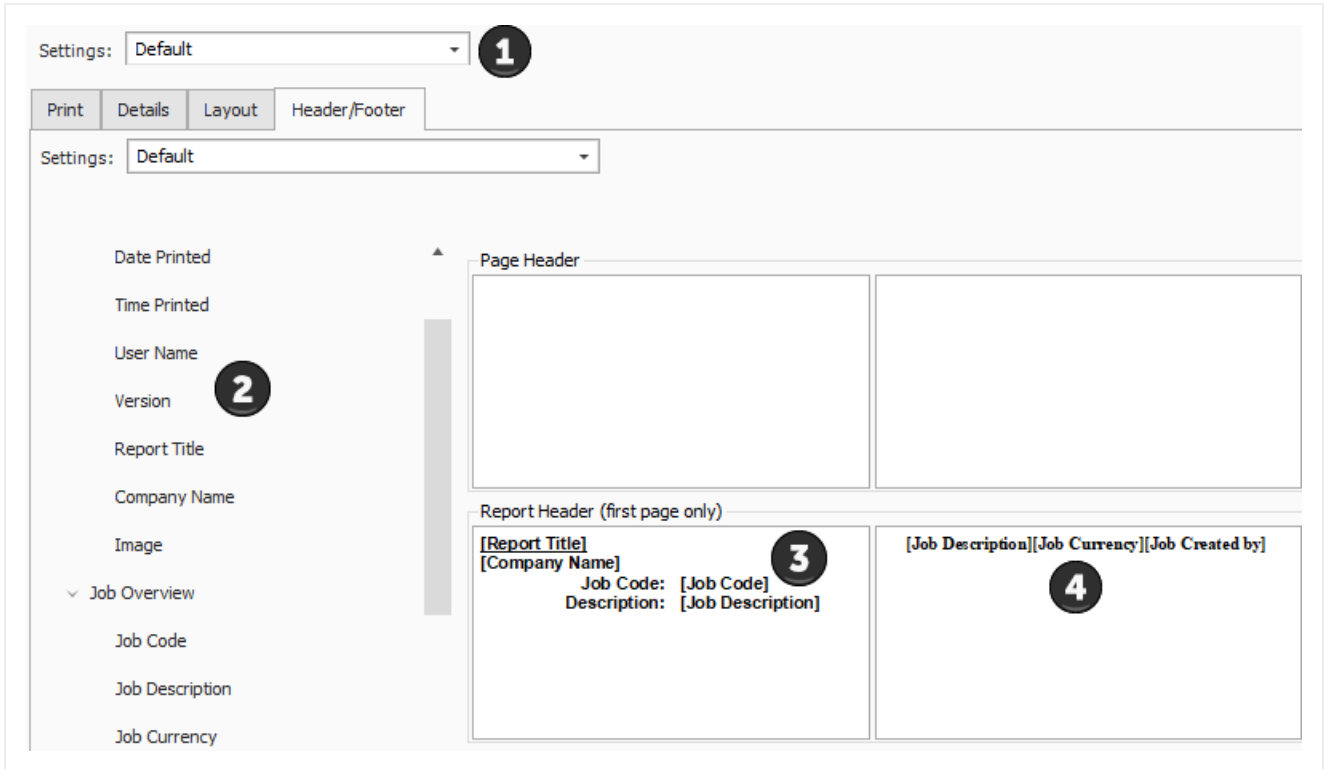 Settings: Default 1
Print Details Layout Header/Footer
Settings: Default
Date Printed
Time Printed
User Name
2
Version
Report Title
Company Name
Image
Job Overview
Job Code
Job Description
Job Currency
Page Header
Report Header (first page only)
[Report Title]
[Company Name]
3
Job Code: [Job Code]
Description: [Job Description]
[Job Description][Job Currency][Job Created by]
4